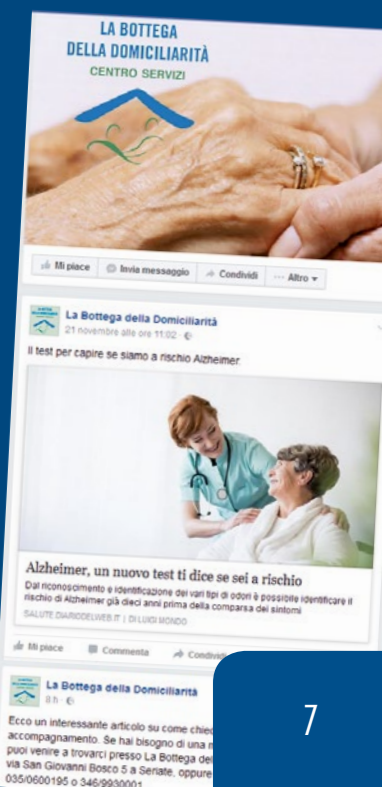 LA BOTTEGA
DELLA DOMICILIARITÀ
CENTRO SERVIZI
Mi piace Invia messaggio Condividi Altro
La Bottega della Domiciliarità
21 novembre alle ore 11:02
Il test per capire se siamo a rischio Alzheimer.
Alzheimer, un nuovo test ti dice se sei a rischio
Dal riconoscimento e identificazione dei vari tipi di odori è possibile identificare il
rischio di Alzheimer già dieci anni prima della comparsa dei sintomi
SALUTE.DIARIODELWEB.IT | DI LUIGI MONDO
Mi piace Commenta Condividi
La Bottega della Domiciliarità
8 h
Ecco un interessante articolo su come chied
accompagnamento. Se hai bisogno di una
puoi venire a trovarci presso La Bottega del
via San Giovanni Bosco 5 a Seriate, oppure
035/0600195 o 346/9930001
7